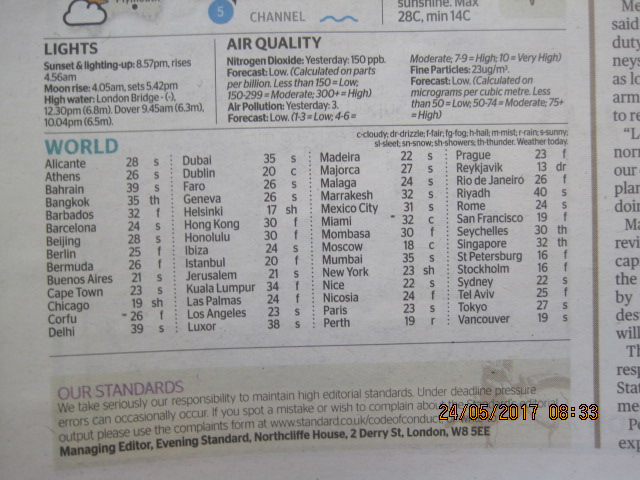 5 CHANNEL
sunshine. Max
28C, min 14C
LIGHTS
Sunset & lighting-up: 8.57pm, rises
4.56am
Moon rise: 4.05am, sets 5.42pm
High water: London Bridge - (-),
12.30pm (6.8m). Dover 9.45am (6.3m),
10.04pm (6.5m).
AIR QUALITY
Nitrogen Dioxide: Yesterday: 150 ppb.
Forecast: Low. (Calculated on parts
per billion. Less than 150 = Low;
150-299 = Moderate; 300+ = High)
Air Pollution: Yesterday: 3.
Forecast: Low. (1-3 = Low; 4-6 =
Moderate, 7-9 = High; 10 = Very High)
Fine Particles: 23ug/m³.
Forecast: Low. (Calculated on
micrograms per cubic metre. Less
than 50 = Low; 50-74 = Moderate; 75+
= High)
WORLD
c-cloudy; dr-drizzle; f-fair; fg-fog; h-hail; m-mist; r-rain; s-sunny;
sl-sleet; sn-snow; sh-showers; th-thunder. Weather today.
Alicante 28 s
Athens 26 s
Bahrain 39 s
Bangkok 35 th
Barbados 32 f
Barcelona 24 s
Beijing 28 s
Berlin 25 f
Bermuda 26 f
Buenos Aires 21 s
Cape Town 23 s
Chicago 19 sh
Corfu 26 f
Delhi 39 s
Dubai 35 s
Dublin 20 c
Faro 26 s
Geneva 26 s
Helsinki 17 sh
Hong Kong 30 f
Honolulu 30 f
Ibiza 24 s
Istanbul 20 f
Jerusalem 21 s
Kuala Lumpur 34 f
Las Palmas 24 f
Los Angeles 23 s
Luxor 38 s
Madeira 22 s
Majorca 27 s
Malaga 24 s
Marrakesh 32 s
Mexico City 31 s
Miami 32 c
Mombasa 30 f
Moscow 18 c
Mumbai 35 s
New York 23 sh
Nice 22 s
Nicosia 24 f
Paris 23 s
Perth 19 r
Prague 23 f
Reykjavik 13 dr
Rio de Janeiro 26 f
Riyadh 40 s
Rome 24 s
San Francisco 19 f
Seychelles 30 th
Singapore 32 th
St Petersburg 16 f
Stockholm 16 f
Sydney 22 s
Tel Aviv 25 f
Tokyo 27 s
Vancouver 19 s
OUR STANDARDS
We take seriously our responsibility to maintain high editorial standards. Under deadline pressure
errors can occasionally occur. If you spot a mistake or wish to complain about the editorial
output please use the complaints form at www.standard.co.uk/codeofconduct
Managing Editor, Evening Standard, Northcliffe House, 2 Derry St, London, W8 5EE
24/05/2017 08:33